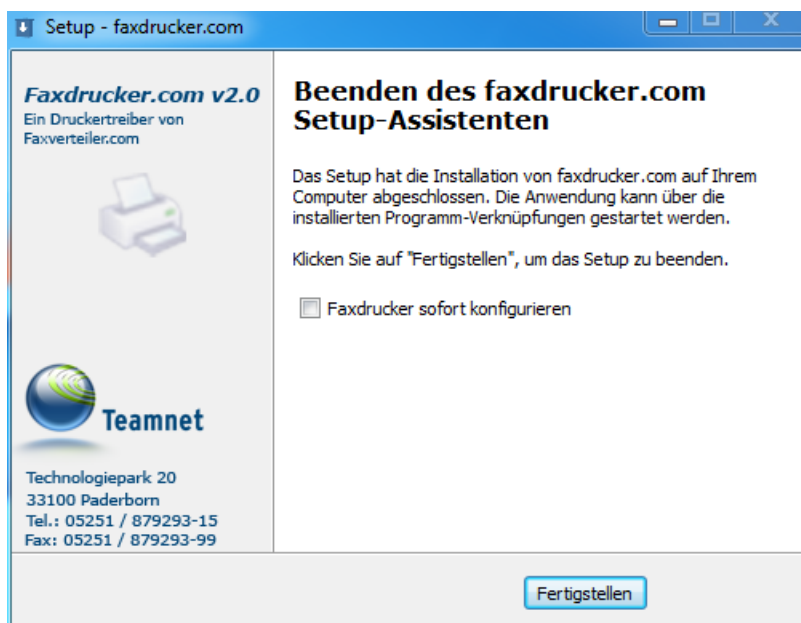 Setup - faxdrucker.com
Faxdrucker.com v2.0
Ein Druckertreiber von
Faxverteiler.com
Teamnet
Technologiepark 20
33100 Paderborn
Tel.: 05251 / 879293-15
Fax: 05251 / 879293-99
Beenden des faxdrucker.com
Setup-Assistenten
Das Setup hat die Installation von faxdrucker.com auf Ihrem
Computer abgeschlossen. Die Anwendung kann über die
installierten Programm-Verknüpfungen gestartet werden.
Klicken Sie auf "Fertigstellen", um das Setup zu beenden.
Faxdrucker sofort konfigurieren
Fertigstellen